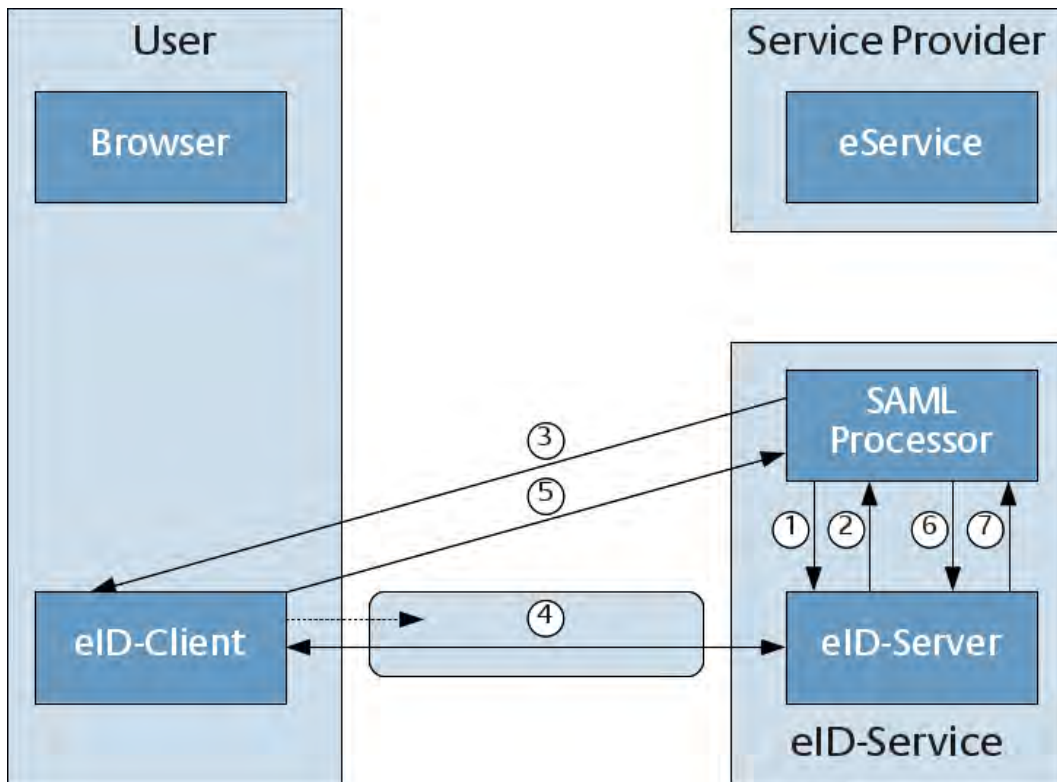 User
Service Provider
Browser
eService
SAML
Processor
3
5
1
2
6
7
4
eID-Client
eID-Server
eID-Service